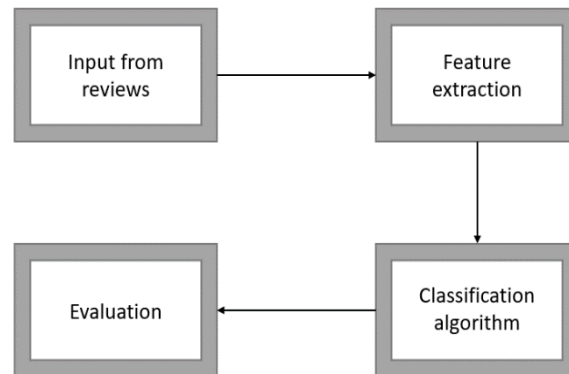 Input from
reviews
Feature
extraction
Classification
algorithm
Evaluation